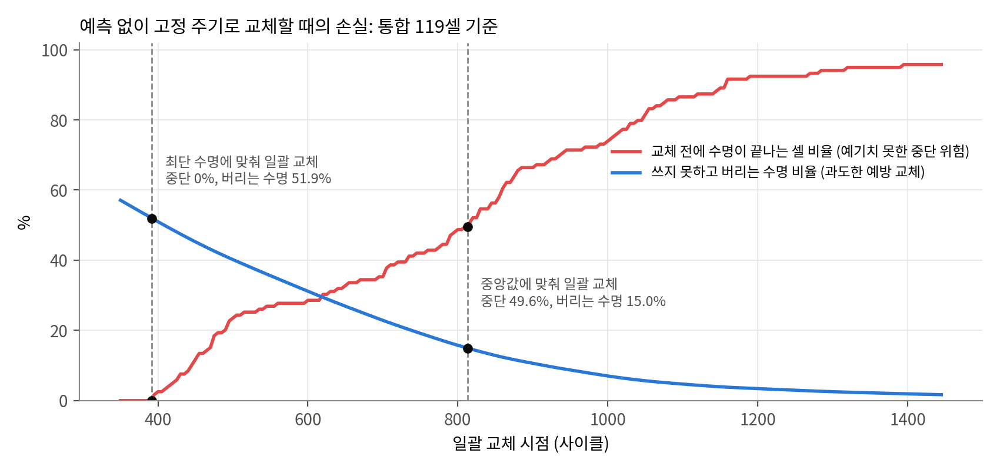 예측 없이 고정 주기로 교체할 때의 손실: 통합 119셀 기준
100
80
60
40
20
0
%
최단 수명에 맞춰 일괄 교체
중단 0%, 버리는 수명 51.9%
교체 전에 수명이 끝나는 셀 비율 (예기치 못한 중단 위험)
쓰지 못하고 버리는 수명 비율 (과도한 예방 교체)
중앙값에 맞춰 일괄 교체
중단 49.6%, 버리는 수명 15.0%
400
600
800
1000
1200
1400
일괄 교체 시점 (사이클)